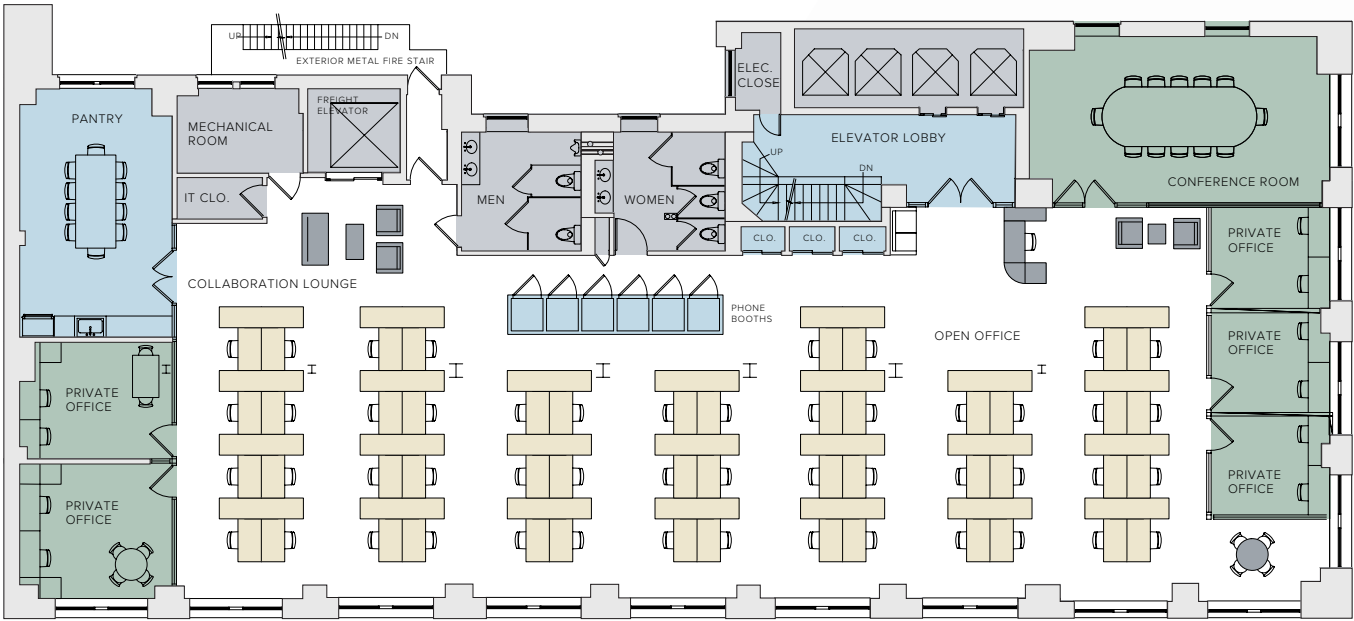 UP
DN
EXTERIOR METAL FIRE STAIR
ELEC.
CLOSE
PANTRY
FREIGHT
ELEVATOR
MECHANICAL
ROOM
ELEVATOR LOBBY
UP
DN
CONFERENCE ROOM
IT CLO.
MEN
WOMEN
CLO.
CLO.
CLO.
PRIVATE
OFFICE
COLLABORATION LOUNGE
PHONE
BOOTHS
OPEN OFFICE
PRIVATE
OFFICE
PRIVATE
OFFICE
PRIVATE
OFFICE
PRIVATE
OFFICE